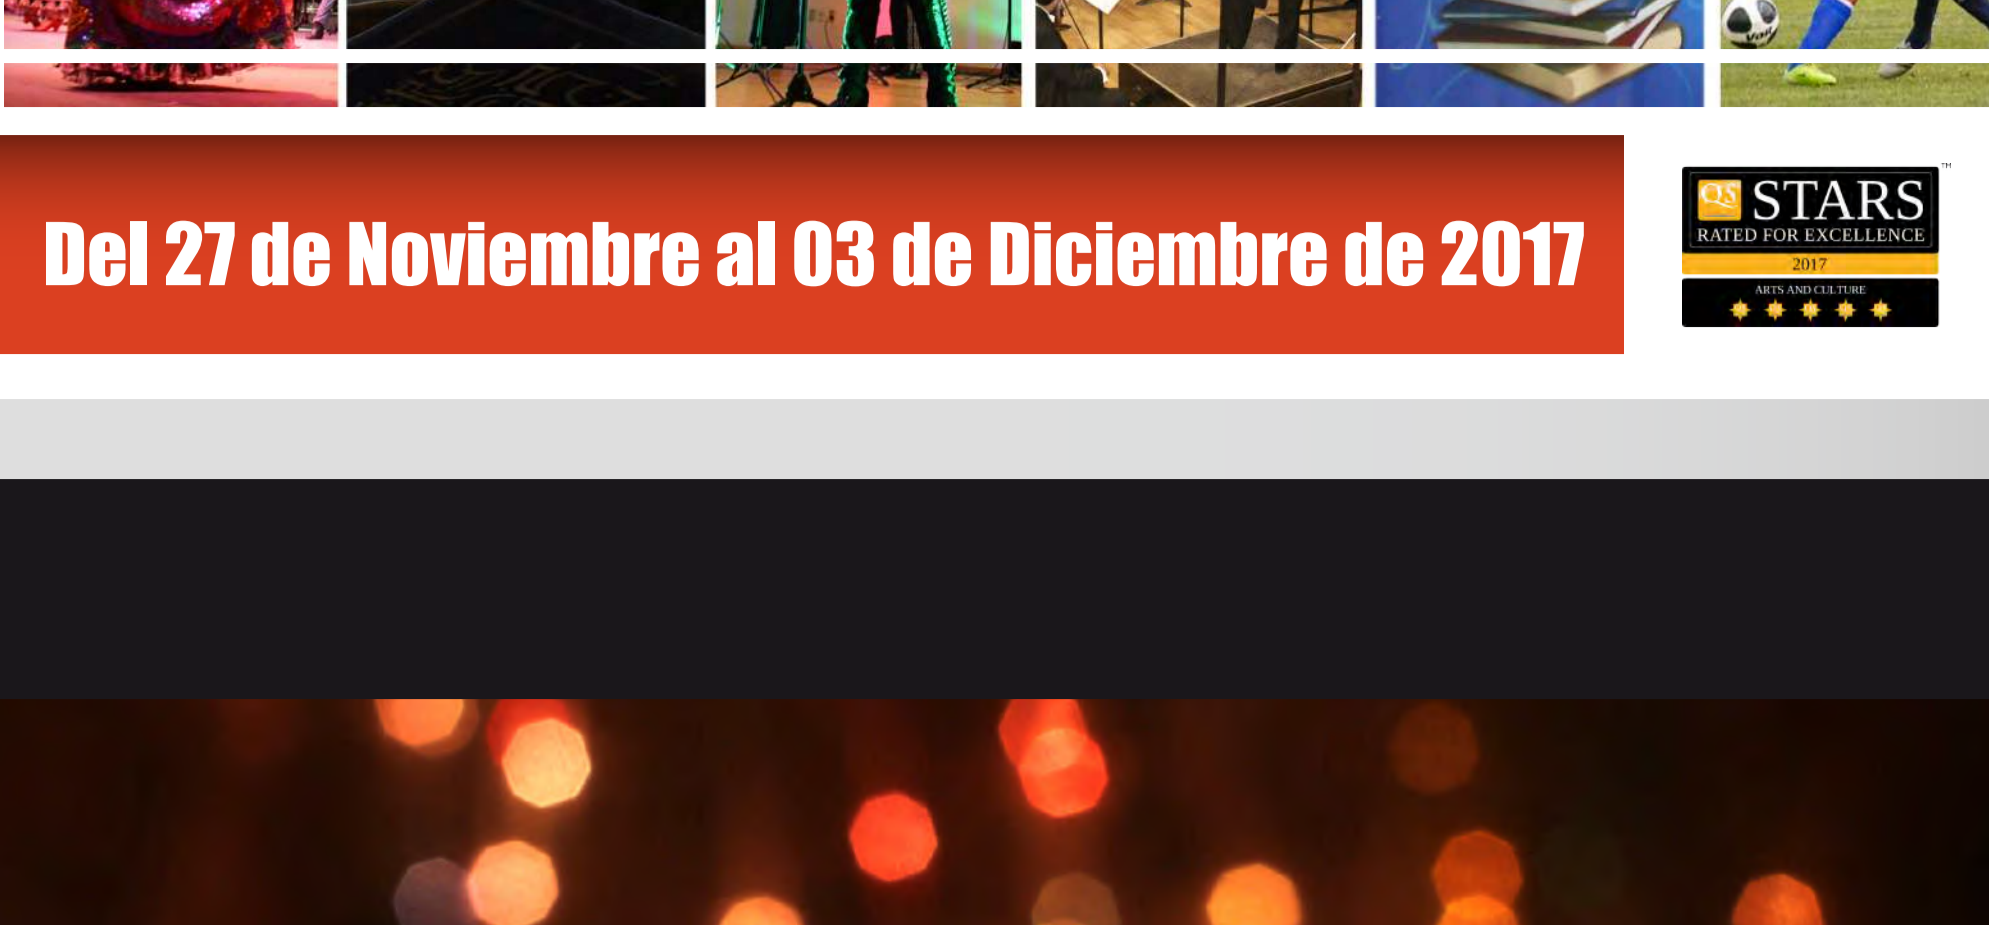 Del 27 de Noviembre al 03 de Diciembre de 2017
TM
QS STARS
RATED FOR EXCELLENCE
2017
ARTS AND CULTURE